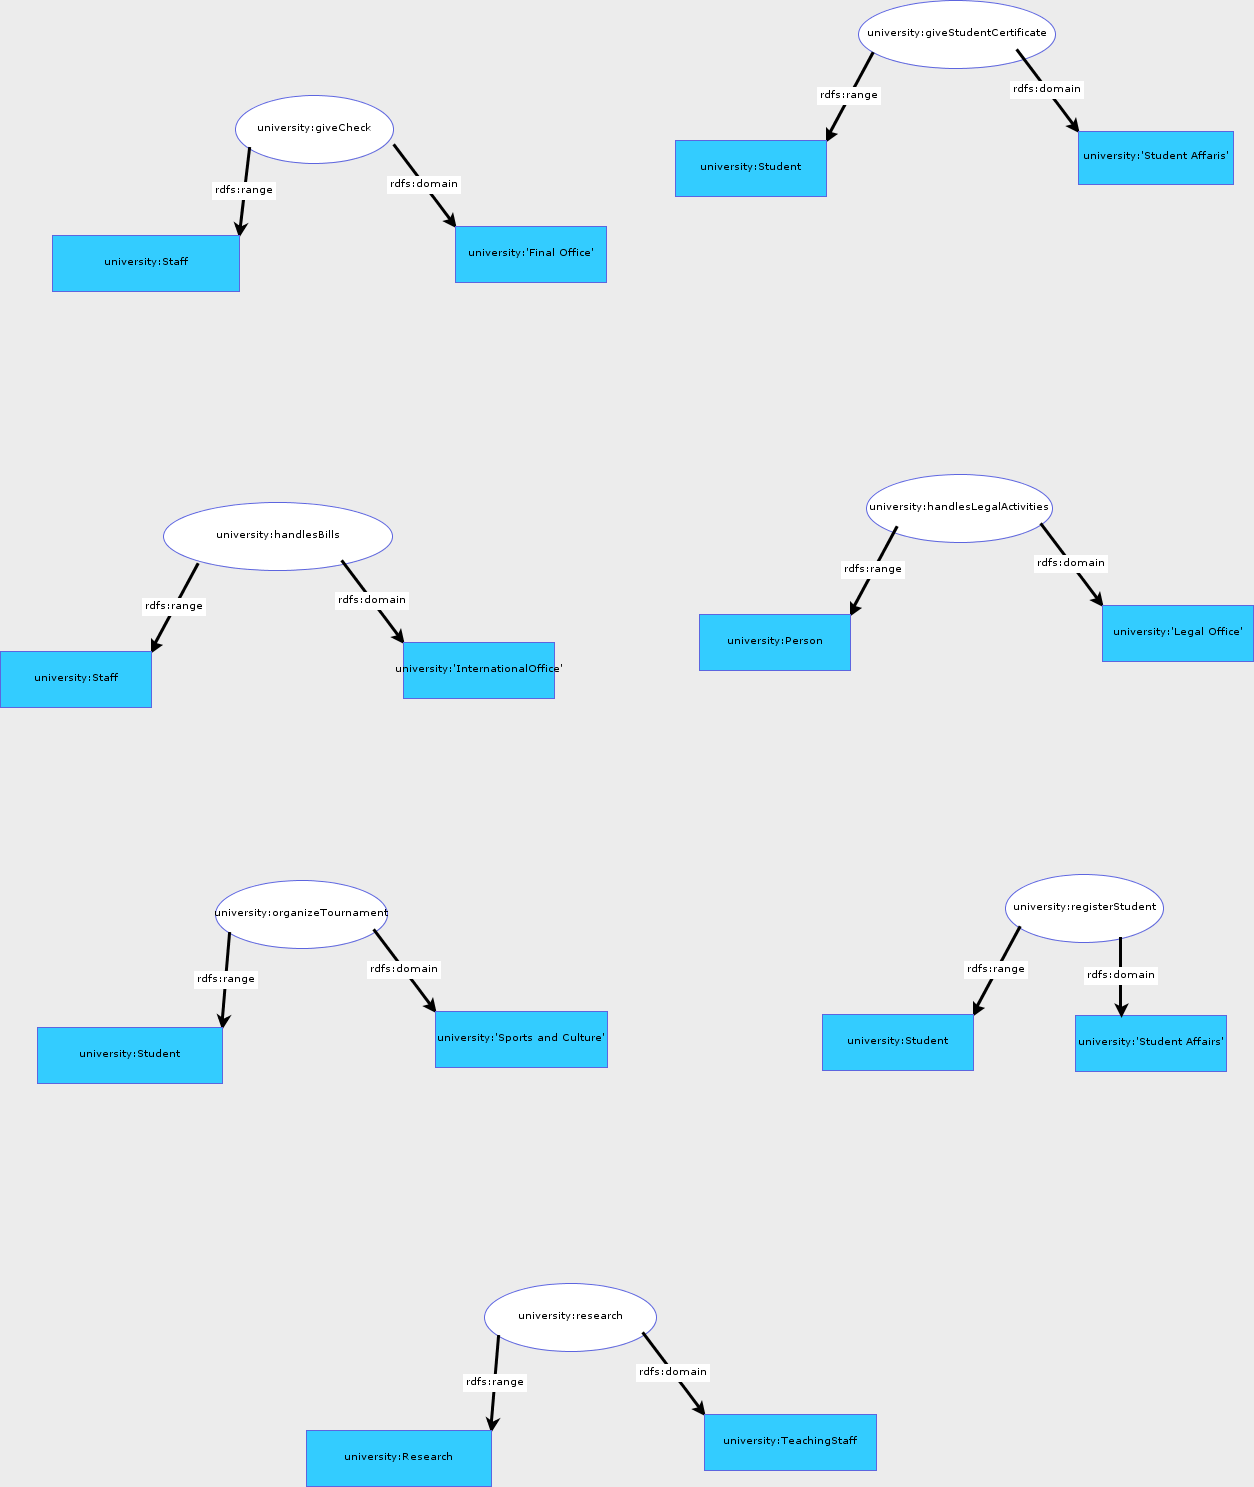 university:giveStudentCertificate
rdfs:range
rdfs:domain
university:Student
university:'Student Affaris'
university:giveCheck
rdfs:range
rdfs:domain
university:Staff
university:'Final Office'
university:handlesBills
rdfs:range
rdfs:domain
university:Staff
university:'InternationalOffice'
university:handlesLegalActivities
rdfs:range
rdfs:domain
university:Person
university:'Legal Office'
university:organizeTournament
rdfs:range
rdfs:domain
university:Student
university:'Sports and Culture'
university:registerStudent
rdfs:range
rdfs:domain
university:Student
university:'Student Affairs'
university:research
rdfs:range
rdfs:domain
university:Research
university:TeachingStaff